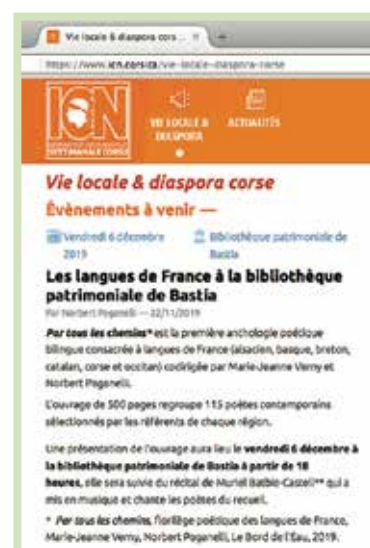 Vie locale & diaspora cors...
https://www.icn.corsica/vie-locale-diaspora-corse
ICN
VIE LOCALE & DIASPORA
ACTUALITÉS
SETTIMANALE CORSU
Vie locale & diaspora corse
Évènements à venir —
Vendredi 6 décembre 2019
Bibliothèque patrimoniale de Bastia
Les langues de France à la bibliothèque
patrimoniale de Bastia
Par Norbert Paganelli — 22/11/2019
Par tous les chemins* est la première anthologie poétique
bilingue consacrée à langues de France (alsacien, basque, breton,
catalan, corse et occitan) codirigée par Marie-Jeanne Verny et
Norbert Paganelli.
L'ouvrage de 500 pages regroupe 115 poètes contemporains
sélectionnés par les référents de chaque région.
Une présentation de l'ouvrage aura lieu le vendredi 6 décembre à
la bibliothèque patrimoniale de Bastia à partir de 18
heures, elle sera suivie du récital de Muriel Batbie-Castell** qui a
mis en musique et chante les poètes du recueil.
* Par tous les chemins, florilège poétique des langues de France,
Marie-Jeanne Verny, Norbert Paganelli, Le Bord de l'Eau, 2019.